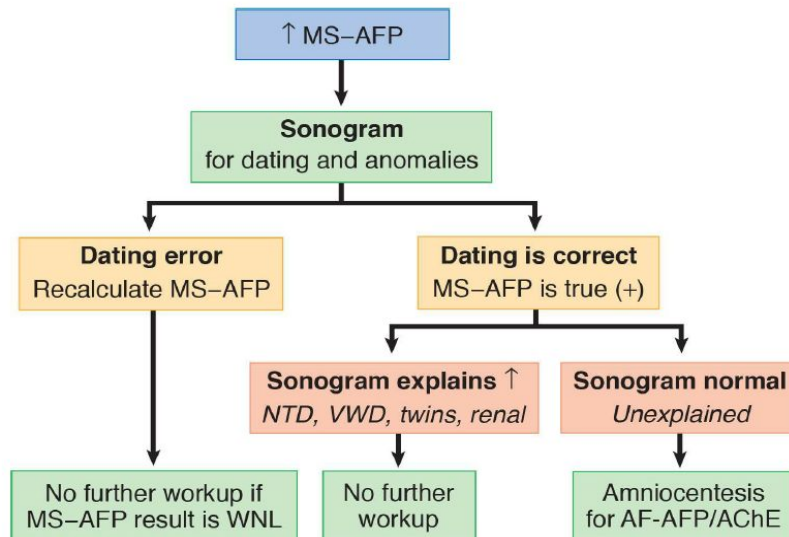 ↑ MS–AFP
Sonogram
for dating and anomalies
Dating error
Recalculate MS–AFP
Dating is correct
MS–AFP is true (+)
Sonogram explains ↑
NTD, VWD, twins, renal
Sonogram normal
Unexplained
No further workup if
MS–AFP result is WNL
No further
workup
Amniocentesis
for AF-AFP/AChE